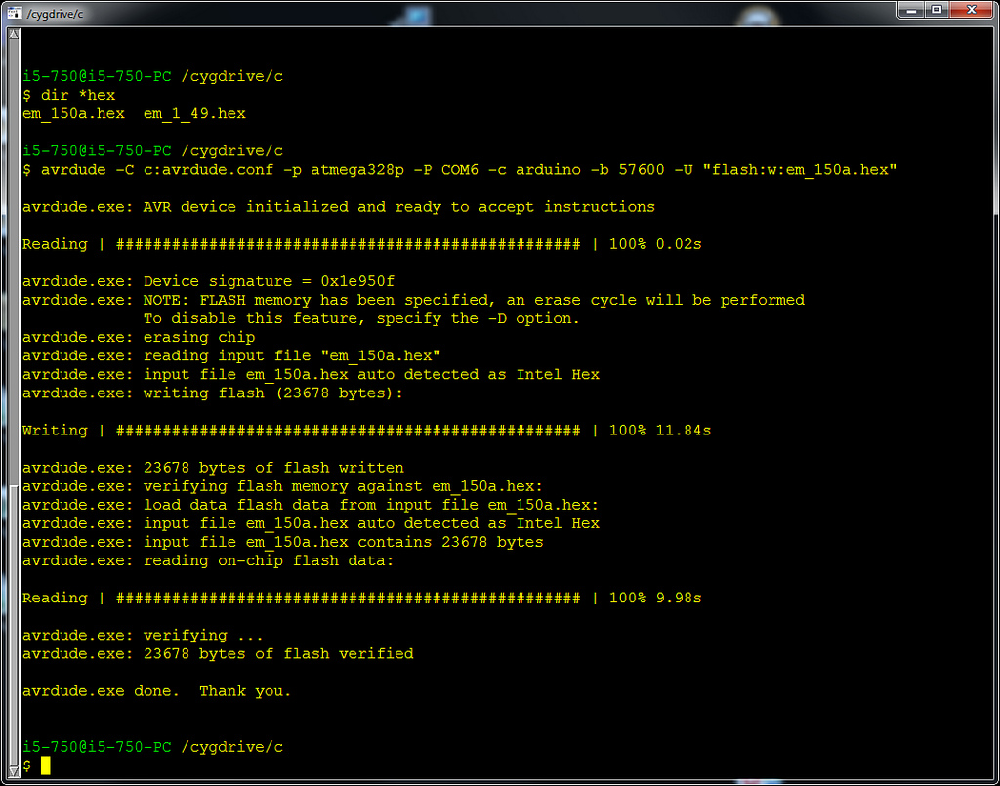 /cygdrive/c
i5-750@i5-750-PC /cygdrive/c
$ dir *hex
em_150a.hex  em_1_49.hex
i5-750@i5-750-PC /cygdrive/c
$ avrdude -C c:avrdude.conf -p atmega328p -P COM6 -c arduino -b 57600 -U "flash:w:em_150a.hex"
avrdude.exe: AVR device initialized and ready to accept instructions
Reading | ################################################## | 100% 0.02s
avrdude.exe: Device signature = 0x1e950f
avrdude.exe: NOTE: FLASH memory has been specified, an erase cycle will be performed
             To disable this feature, specify the -D option.
avrdude.exe: erasing chip
avrdude.exe: reading input file "em_150a.hex"
avrdude.exe: input file em_150a.hex auto detected as Intel Hex
avrdude.exe: writing flash (23678 bytes):
Writing | ################################################## | 100% 11.84s
avrdude.exe: 23678 bytes of flash written
avrdude.exe: verifying flash memory against em_150a.hex:
avrdude.exe: load data flash data from input file em_150a.hex:
avrdude.exe: input file em_150a.hex auto detected as Intel Hex
avrdude.exe: input file em_150a.hex contains 23678 bytes
avrdude.exe: reading on-chip flash data:
Reading | ################################################## | 100% 9.98s
avrdude.exe: verifying ...
avrdude.exe: 23678 bytes of flash verified
avrdude.exe done.  Thank you.
i5-750@i5-750-PC /cygdrive/c
$